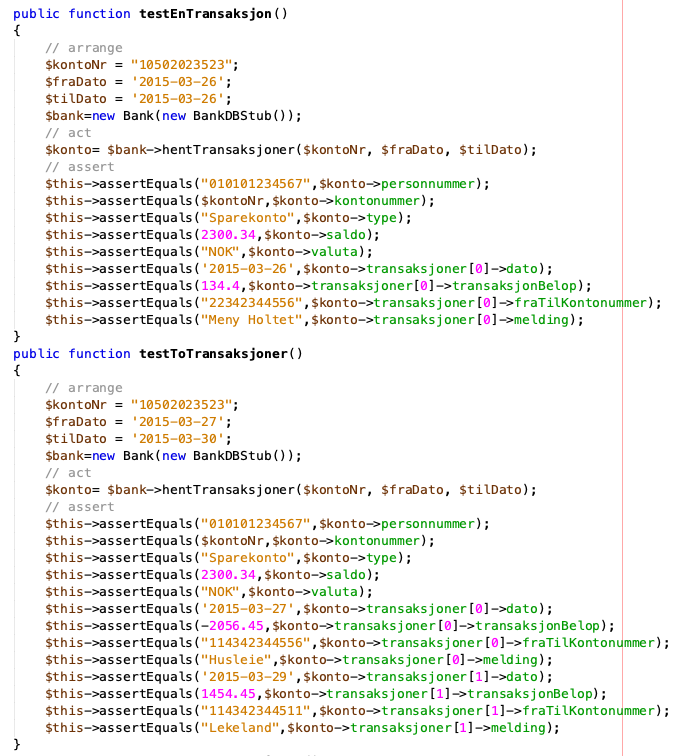 public function testEnTransaksjon()
{
// arrange
$kontoNr = "10502023523";
$fraDato = '2015-03-26';
$tilDato = '2015-03-26';
$bank=new Bank(new BankDBStub());
// act
$konto= $bank->hentTransaksjoner($kontoNr, $fraDato, $tilDato);
// assert
$this->assertEquals("010101234567",$konto->personnummer);
$this->assertEquals($kontoNr,$konto->kontonummer);
$this->assertEquals("Sparekonto",$konto->type);
$this->assertEquals(2300.34,$konto->saldo);
$this->assertEquals("NOK",$konto->valuta);
$this->assertEquals('2015-03-26',$konto->transaksjoner[0]->dato);
$this->assertEquals(134.4,$konto->transaksjoner[0]->transaksjonBelop);
$this->assertEquals("22342344556",$konto->transaksjoner[0]->fraTilKontonummer);
$this->assertEquals("Meny Holtet",$konto->transaksjoner[0]->melding);
}
public function testToTransaksjoner()
{
// arrange
$kontoNr = "10502023523";
$fraDato = '2015-03-27';
$tilDato = '2015-03-30';
$bank=new Bank(new BankDBStub());
// act
$konto= $bank->hentTransaksjoner($kontoNr, $fraDato, $tilDato);
// assert
$this->assertEquals("010101234567",$konto->personnummer);
$this->assertEquals($kontoNr,$konto->kontonummer);
$this->assertEquals("Sparekonto",$konto->type);
$this->assertEquals(2300.34,$konto->saldo);
$this->assertEquals("NOK",$konto->valuta);
$this->assertEquals('2015-03-27',$konto->transaksjoner[0]->dato);
$this->assertEquals(-2056.45,$konto->transaksjoner[0]->transaksjonBelop);
$this->assertEquals("114342344556",$konto->transaksjoner[0]->fraTilKontonummer);
$this->assertEquals("Husleie",$konto->transaksjoner[0]->melding);
$this->assertEquals('2015-03-29',$konto->transaksjoner[1]->dato);
$this->assertEquals(1454.45,$konto->transaksjoner[1]->transaksjonBelop);
$this->assertEquals("114342344511",$konto->transaksjoner[1]->fraTilKontonummer);
$this->assertEquals("Lekeland",$konto->transaksjoner[1]->melding);
}